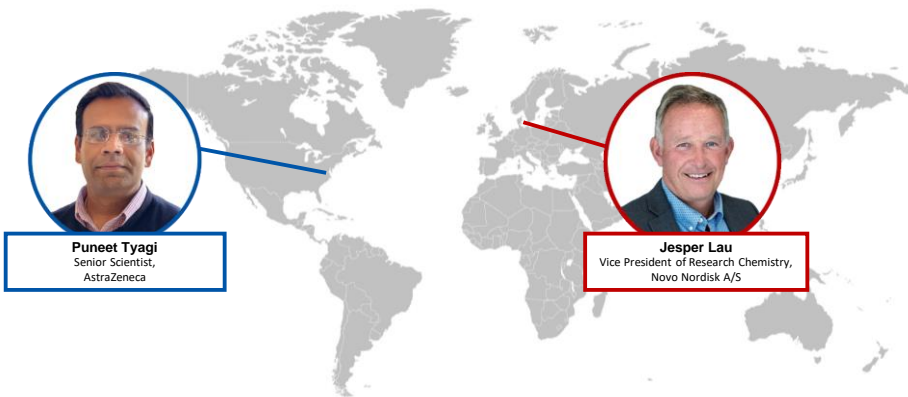 Puneet Tyagi
Senior Scientist,
AstraZeneca
Jesper Lau
Vice President of Research Chemistry,
Novo Nordisk A/S